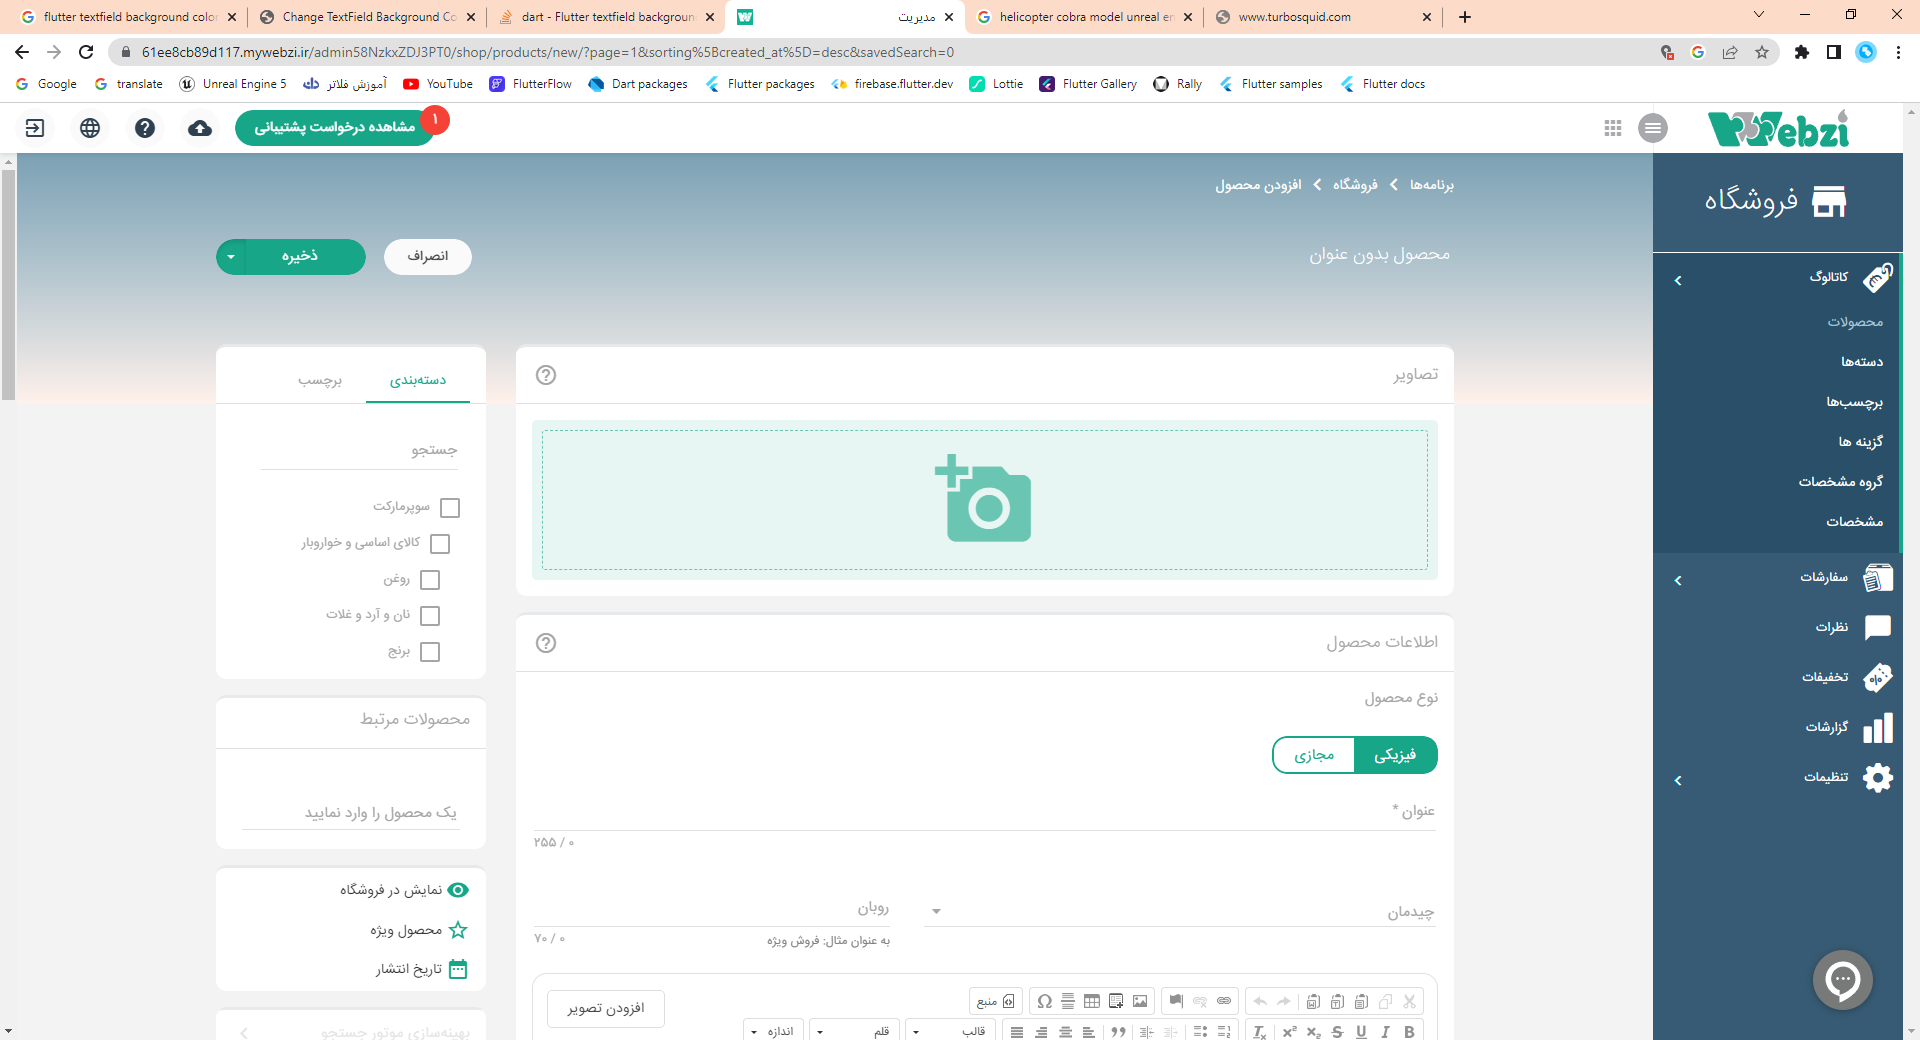 flutter textfield background color
Change TextField Background Co
dart - Flutter textfield background
مدیریت
helicopter cobra model unreal en
www.turbosquid.com
61ee8cb89d117.mywebzi.ir/admin58NzkxZDJ3PT0/shop/products/new/?page=1&sorting%5Bcreated_at%5D=desc&savedSearch=0
Google
translate
Unreal Engine 5
آموزش فلاتر
YouTube
FlutterFlow
Dart packages
Flutter packages
firebase.flutter.dev
Lottie
Flutter Gallery
Rally
Flutter samples
Flutter docs
Webzi
مشاهده درخواست پشتیبانی
۱
فروشگاه
کاتالوگ
محصولات
دسته‌ها
برچسب‌ها
گزینه ها
گروه مشخصات
مشخصات
سفارشات
نظرات
تخفیفات
گزارشات
تنظیمات
برنامه‌ها
فروشگاه
افزودن محصول
محصول بدون عنوان
انصراف
ذخیره
تصاویر
اطلاعات محصول
نوع محصول
فیزیکی
مجازی
عنوان *
۲۵۵ / ۰
چیدمان
روبان
به عنوان مثال: فروش ویژه
۷۰ / ۰
افزودن تصویر
منبع
قالب
قلم
اندازه
دسته‌بندی
برچسب
جستجو
سوپرمارکت
کالای اساسی و خواروبار
روغن
نان و آرد و غلات
برنج
محصولات مرتبط
یک محصول را وارد نمایید
نمایش در فروشگاه
محصول ویژه
تاریخ انتشار
بهینه‌سازی موتور جستجو